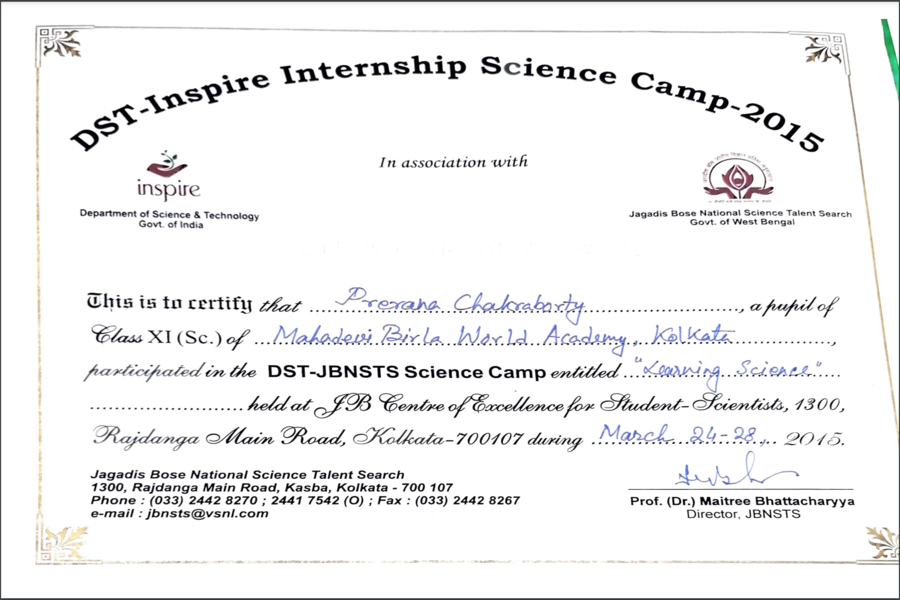 DST-Inspire Internship Science Camp-2015
In association with
inspire
Department of Science & Technology
Govt. of India
Jagadis Bose National Science Talent Search
Govt. of West Bengal
This is to certify that ... Prerana Chakraborty ..., a pupil of
Class XI (Sc.) of ... Mahadevi Birla World Academy, Kolkata ...,
participated in the DST-JBNSTS Science Camp entitled ... "Learning Science" ...
... held at JB Centre of Excellence for Student-Scientists, 1300,
Rajdanga Main Road, Kolkata-700107 during ... March 24-28, ... 2015.
Jagadis Bose National Science Talent Search
1300, Rajdanga Main Road, Kasba, Kolkata - 700 107
Phone : (033) 2442 8270 ; 2441 7542 (O) ; Fax : (033) 2442 8267
e-mail : jbnsts@vsnl.com
Prof. (Dr.) Maitree Bhattacharyya
Director, JBNSTS